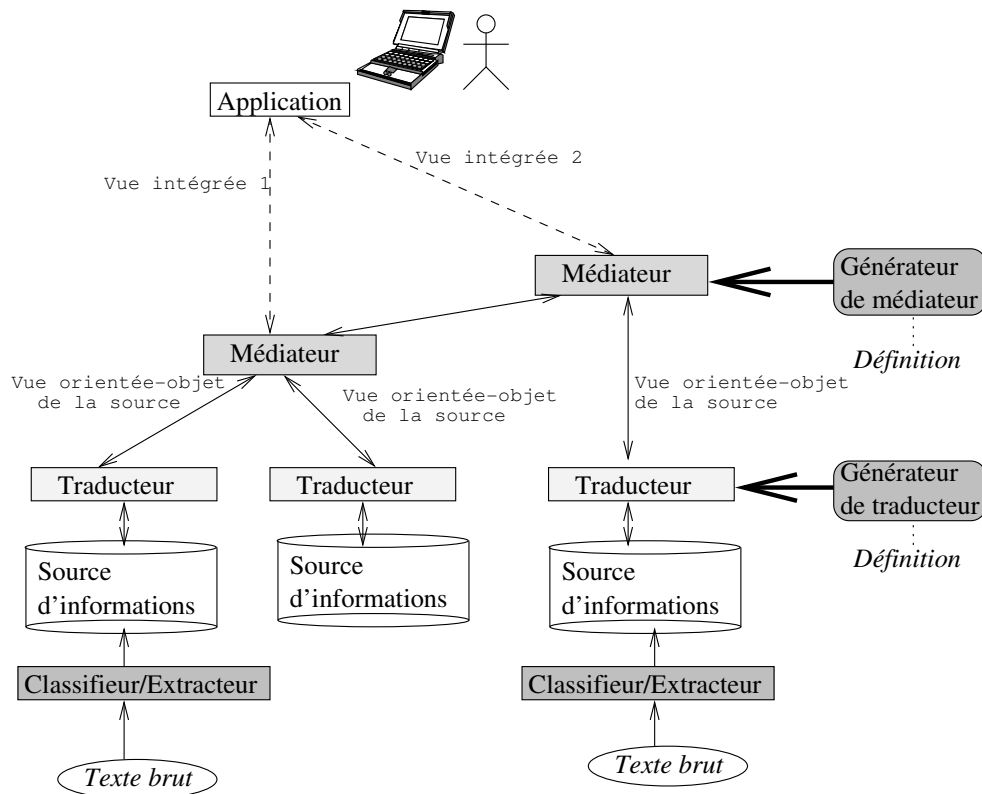 Application
Vue intégrée 2
Vue intégrée 1
Médiateur
Générateur
de médiateur
Définition
Médiateur
Vue orientée-objet
de la source
Vue orientée-objet
de la source
Vue orientée-objet
de la source
Traducteur
Traducteur
Traducteur
Générateur
de traducteur
Définition
Source
d'informations
Source
d'informations
Source
d'informations
Classifieur/Extracteur
Classifieur/Extracteur
Texte brut
Texte brut